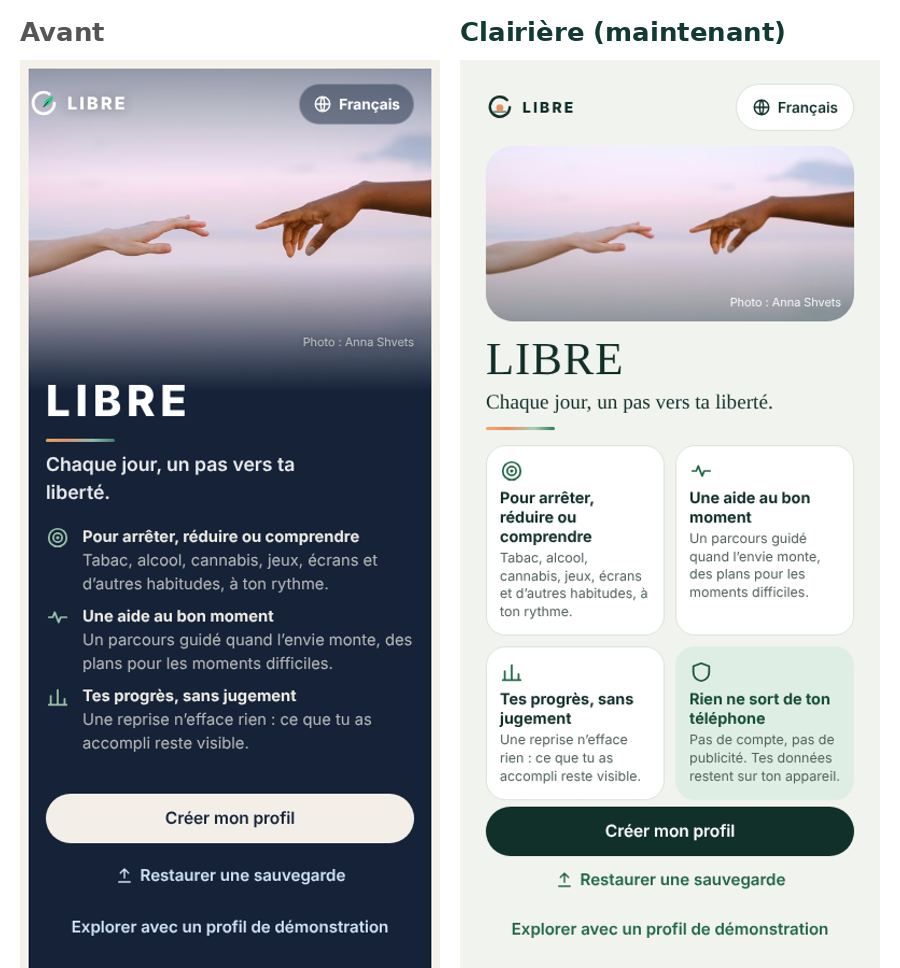 Avant
LIBRE
Français
Photo : Anna Shvets
LIBRE
Chaque jour, un pas vers ta
liberté.
Pour arrêter, réduire ou comprendre
Tabac, alcool, cannabis, jeux, écrans et
d’autres habitudes, à ton rythme.
Une aide au bon moment
Un parcours guidé quand l’envie monte, des
plans pour les moments difficiles.
Tes progrès, sans jugement
Une reprise n’efface rien : ce que tu as
accompli reste visible.
Créer mon profil
Restaurer une sauvegarde
Explorer avec un profil de démonstration
Clairière (maintenant)
LIBRE
Français
Photo : Anna Shvets
LIBRE
Chaque jour, un pas vers ta liberté.
Pour arrêter,
réduire ou
comprendre
Tabac, alcool,
cannabis, jeux, écrans
et d’autres habitudes, à
ton rythme.
Une aide au bon
moment
Un parcours guidé
quand l’envie monte,
des plans pour les
moments difficiles.
Tes progrès, sans
jugement
Une reprise n’efface
rien : ce que tu as
accompli reste visible.
Rien ne sort de ton
téléphone
Pas de compte, pas de
publicité. Tes données
restent sur ton appareil.
Créer mon profil
Restaurer une sauvegarde
Explorer avec un profil de démonstration